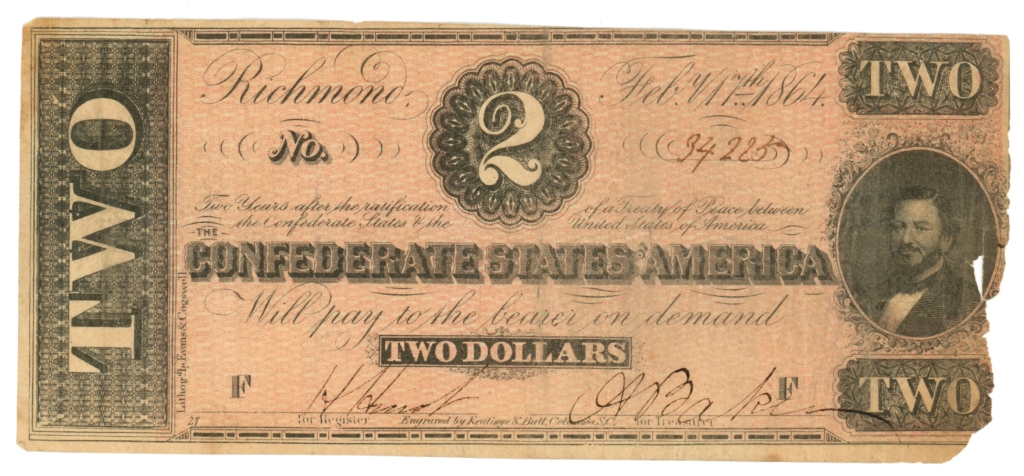 TWO
Richmond,
Feb'y 17th 1864.
TWO
2
No.
34225
Two Years after the ratification of a Treaty of Peace between
the Confederate States & the United States of America
THE
CONFEDERATE STATES AMERICA
Will pay to the bearer on demand
TWO DOLLARS
F
F
TWO
Lithog'd by Evans & Cogswell
27
for Register
Engraved by Keatinge & Ball, Columbia, S.C.
for Treasurer